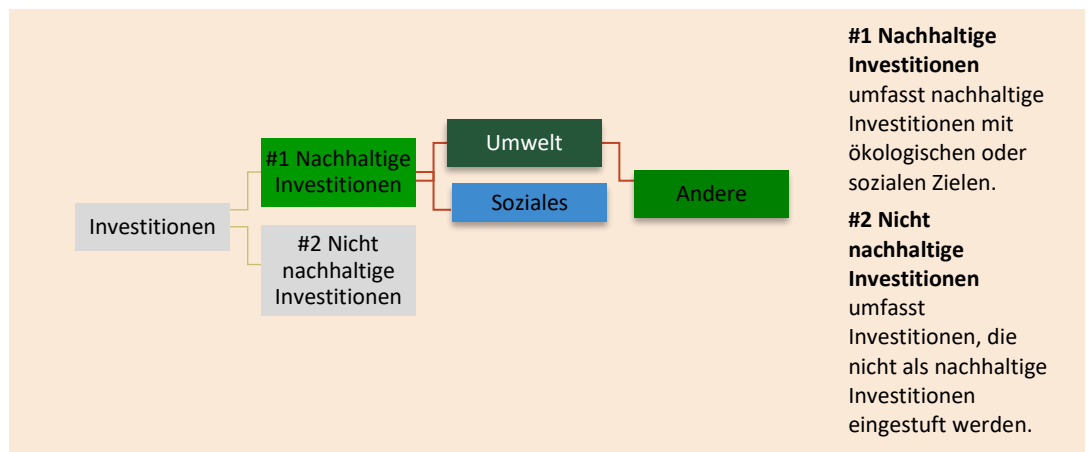 Investitionen
#1 Nachhaltige
Investitionen
#2 Nicht
nachhaltige
Investitionen
Umwelt
Soziales
Andere
#1 Nachhaltige
Investitionen
umfasst nachhaltige
Investitionen mit
ökologischen oder
sozialen Zielen.
#2 Nicht
nachhaltige
Investitionen
umfasst
Investitionen, die
nicht als nachhaltige
Investitionen
eingestuft werden.